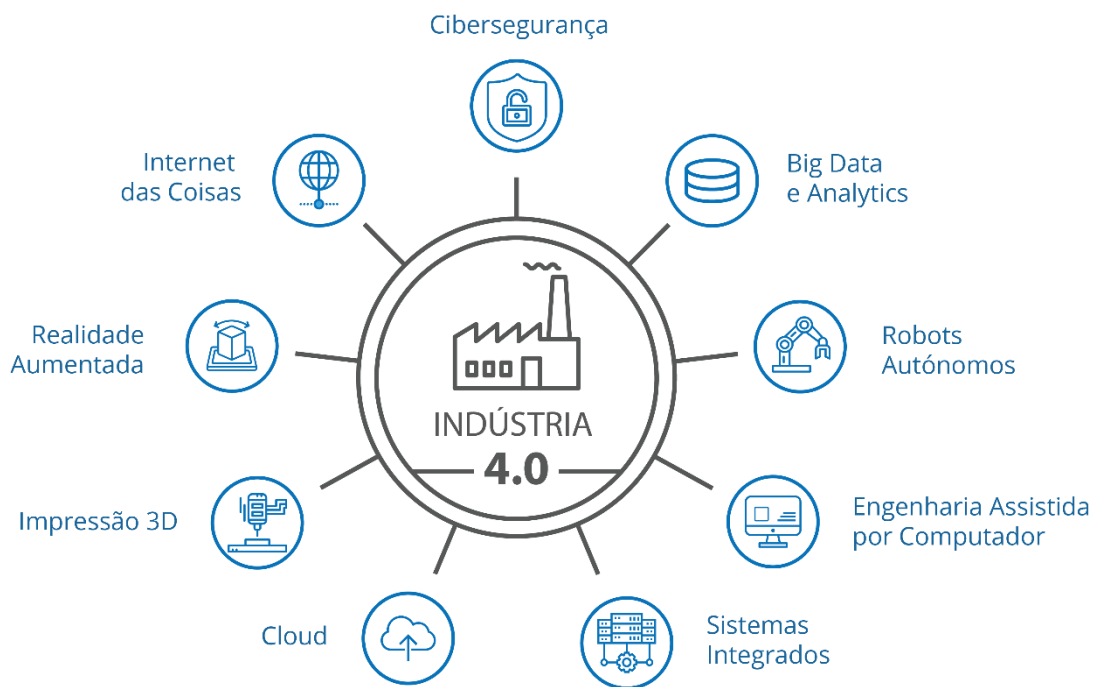 Cibersegurança
Internet
das Coisas
Big Data
e Analytics
Realidade
Aumentada
Robots
Autónomos
INDÚSTRIA
4.0
Impressão 3D
Engenharia Assistida
por Computador
Cloud
Sistemas
Integrados